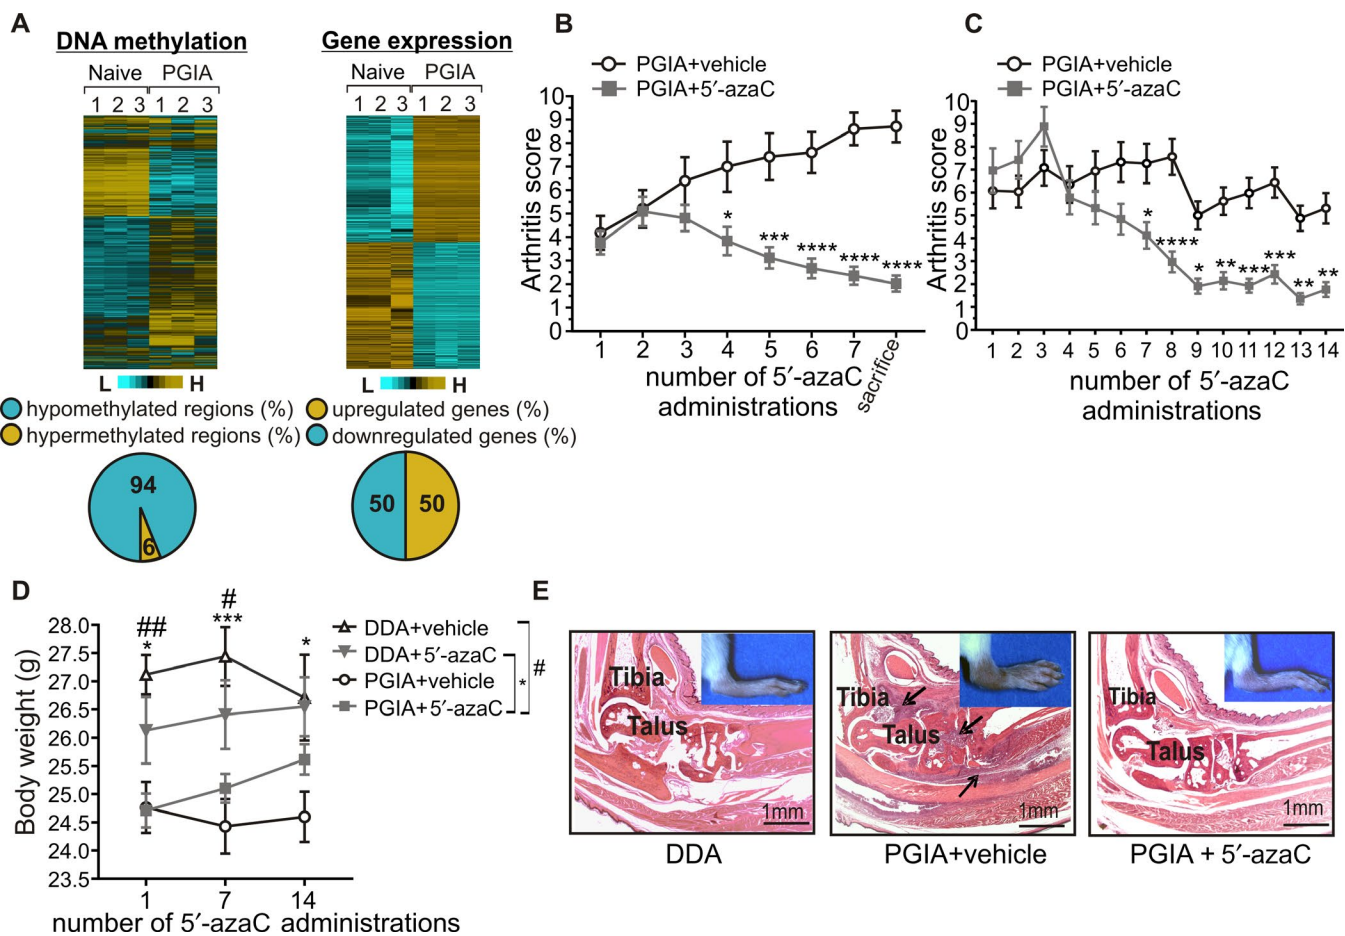 A
DNA methylation
Naive PGIA
1 2 3 1 2 3
L H
hypomethylated regions (%)
hypermethylated regions (%)
94
6
Gene expression
Naive PGIA
1 2 3 1 2 3
L H
upregulated genes (%)
downregulated genes (%)
50 50
B
PGIA+vehicle
PGIA+5′-azaC
Arthritis score
10
9
8
7
6
5
4
3
2
1
0
* *** **** **** ****
1 2 3 4 5 6 7 sacrifice
number of 5′-azaC
administrations
C
PGIA+vehicle
PGIA+5′-azaC
Arthritis score
10
9
8
7
6
5
4
3
2
1
0
* **** * ** *** *** ** **
1 2 3 4 5 6 7 8 9 10 11 12 13 14
number of 5′-azaC
administrations
D
Body weight (g)
28.0
27.5
27.0
26.5
26.0
25.5
25.0
24.5
24.0
23.5
##
*
#
***
*
1 7 14
number of 5′-azaC administrations
DDA+vehicle
DDA+5′-azaC
PGIA+vehicle
PGIA+5′-azaC
* #
E
Tibia
Talus
1mm
DDA
Tibia
Talus
1mm
PGIA+vehicle
Tibia
Talus
1mm
PGIA + 5′-azaC